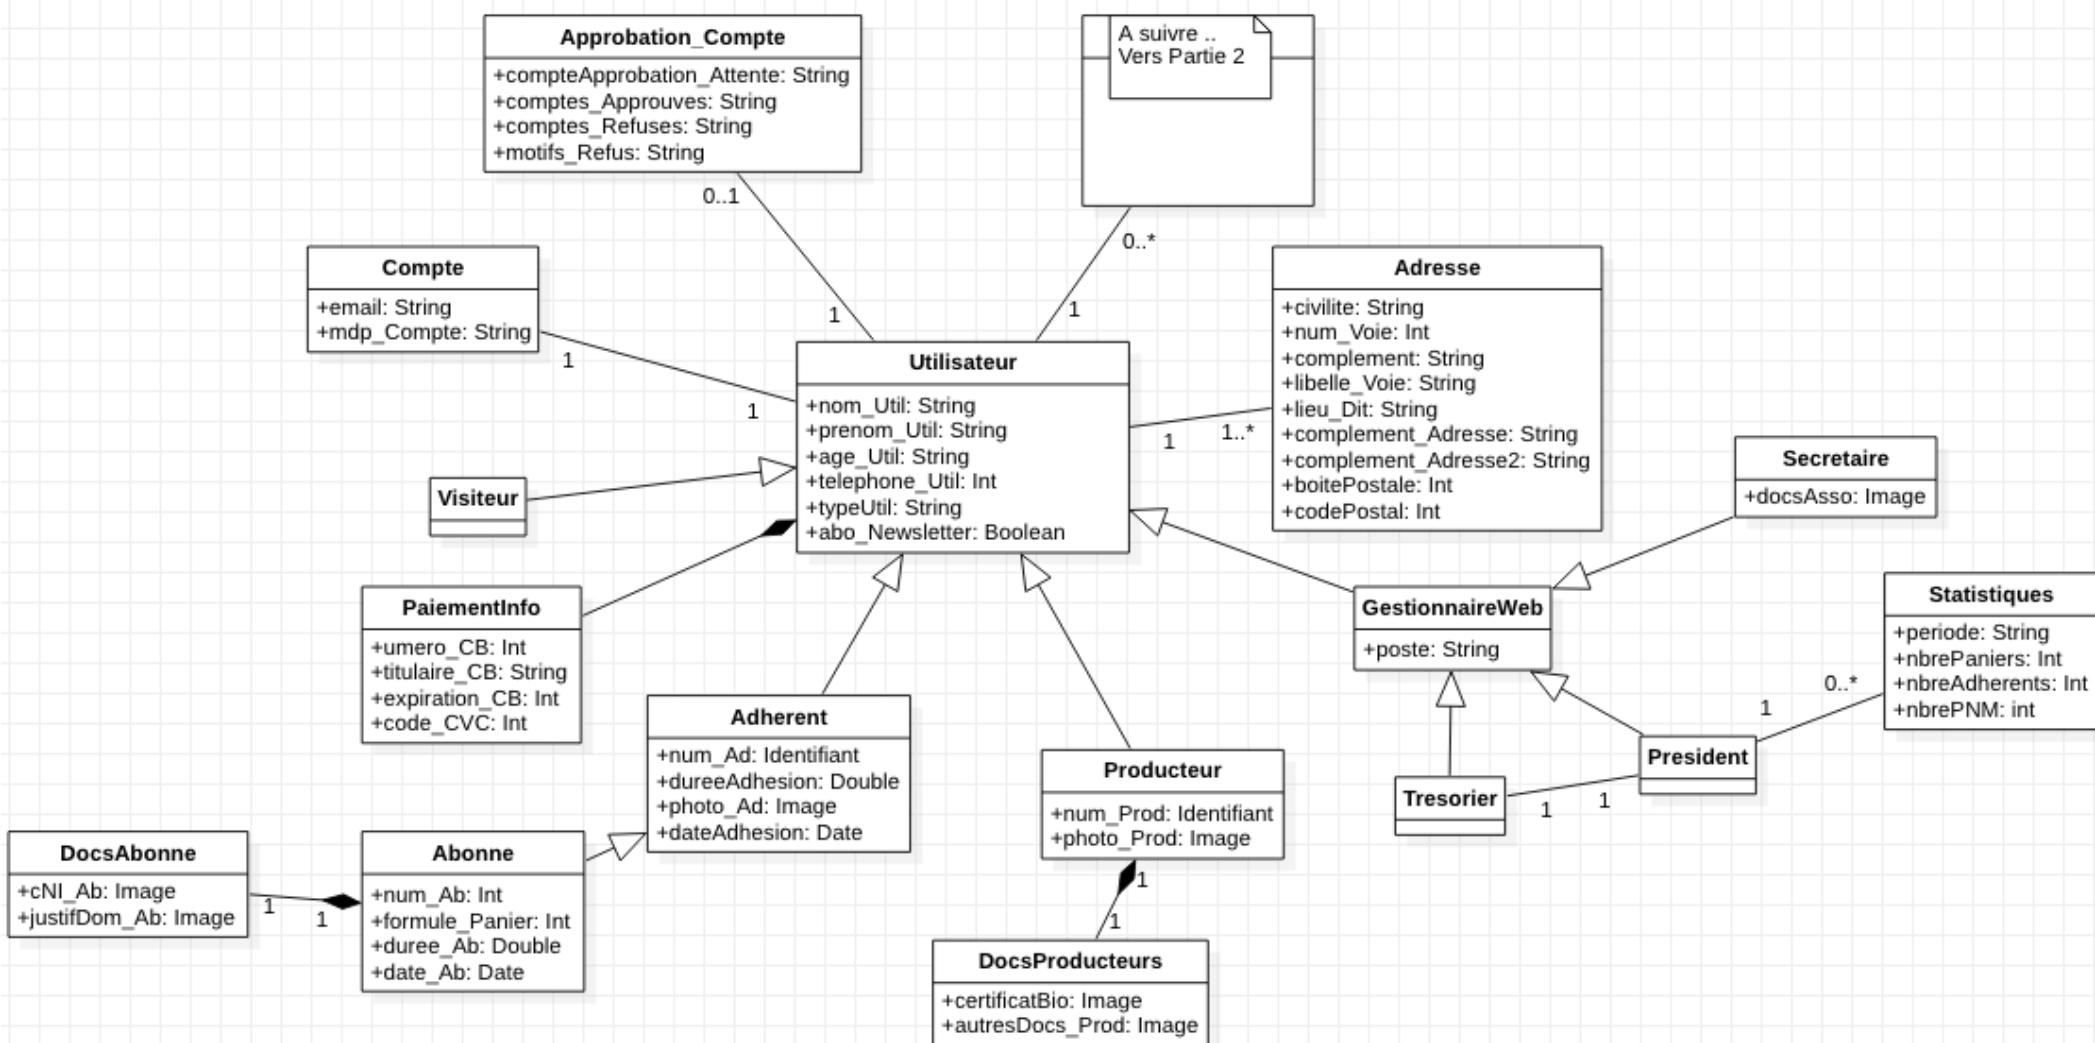 Approbation_Compte
+compteApprobation_Attente: String
+comptes_Approuves: String
+comptes_Refuses: String
+motifs_Refus: String
0..1
1
A suivre ..
Vers Partie 2
0..*
1
Compte
+email: String
+mdp_Compte: String
1
1
Utilisateur
+nom_Util: String
+prenom_Util: String
+age_Util: String
+telephone_Util: Int
+typeUtil: String
+abo_Newsletter: Boolean
1
1..*
Adresse
+civilite: String
+num_Voie: Int
+complement: String
+libelle_Voie: String
+lieu_Dit: String
+complement_Adresse: String
+complement_Adresse2: String
+boitePostale: Int
+codePostal: Int
Secretaire
+docsAsso: Image
Visiteur
PaiementInfo
+umero_CB: Int
+titulaire_CB: String
+expiration_CB: Int
+code_CVC: Int
GestionnaireWeb
+poste: String
Statistiques
+periode: String
+nbrePaniers: Int
+nbreAdherents: Int
+nbrePNM: int
0..*
1
President
Tresorier
1
1
Adherent
+num_Ad: Identifiant
+dureeAdhesion: Double
+photo_Ad: Image
+dateAdhesion: Date
Producteur
+num_Prod: Identifiant
+photo_Prod: Image
1
1
DocsAbonne
+cNI_Ab: Image
+justifDom_Ab: Image
1
1
Abonne
+num_Ab: Int
+formule_Panier: Int
+duree_Ab: Double
+date_Ab: Date
DocsProducteurs
+certificatBio: Image
+autresDocs_Prod: Image